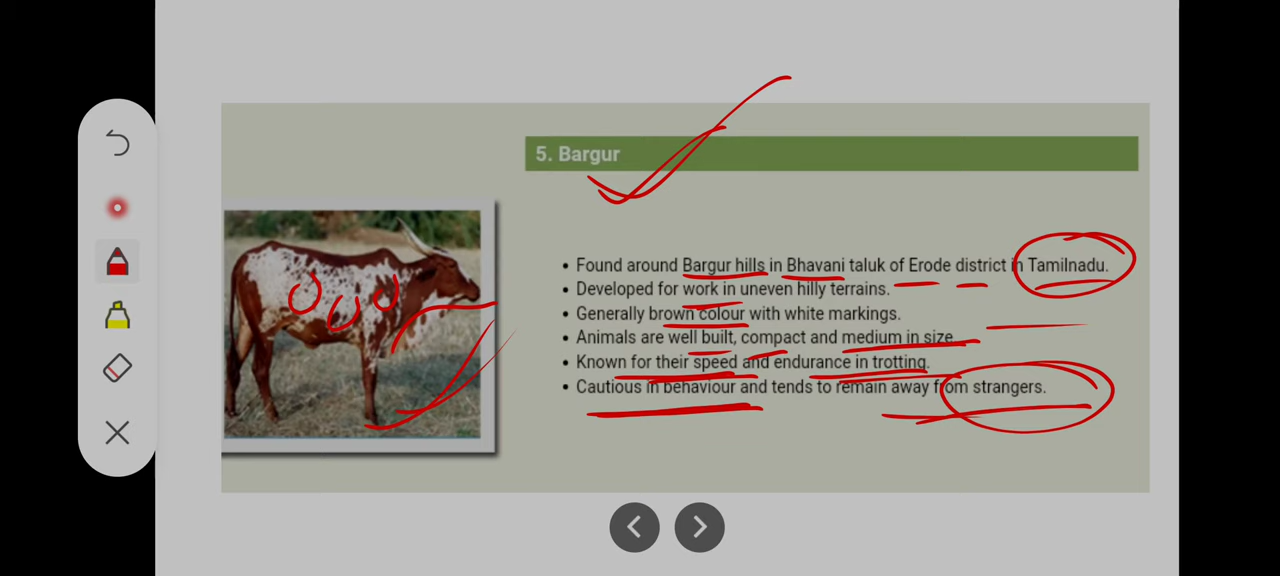 5. Bargur
• Found around Bargur hills in Bhavani taluk of Erode district in Tamilnadu.
• Developed for work in uneven hilly terrains.
• Generally brown colour with white markings.
• Animals are well built, compact and medium in size.
• Known for their speed and endurance in trotting.
• Cautious in behaviour and tends to remain away from strangers.